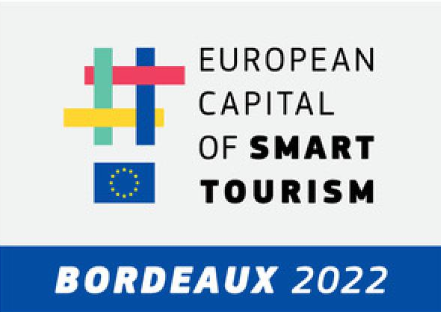 EUROPEAN
CAPITAL
OF SMART
TOURISM
BORDEAUX 2022